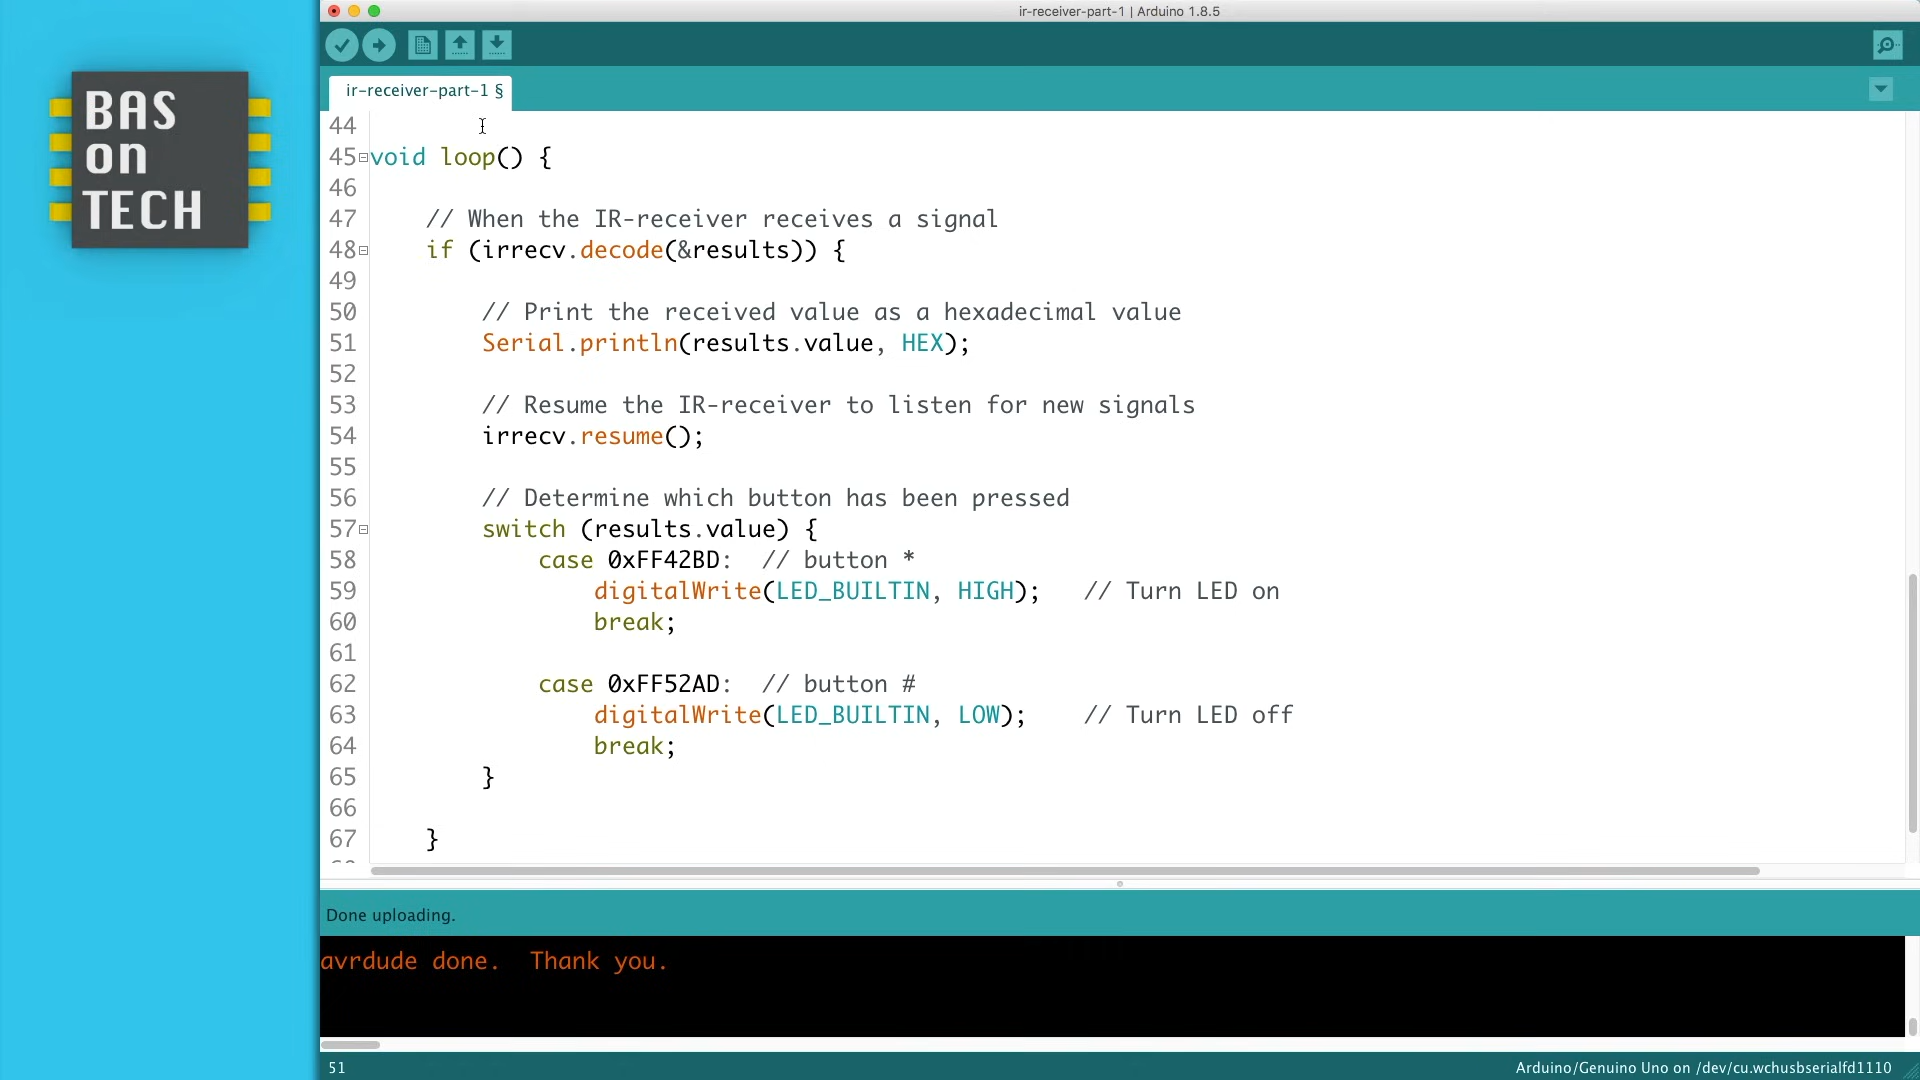 ir-receiver-part-1 | Arduino 1.8.5
BAS
on
TECH
ir-receiver-part-1 §
44
45 void loop() {
46
47 // When the IR-receiver receives a signal
48 if (irrecv.decode(&results)) {
49
50 // Print the received value as a hexadecimal value
51 Serial.println(results.value, HEX);
52
53 // Resume the IR-receiver to listen for new signals
54 irrecv.resume();
55
56 // Determine which button has been pressed
57 switch (results.value) {
58 case 0xFF42BD: // button *
59 digitalWrite(LED_BUILTIN, HIGH); // Turn LED on
60 break;
61
62 case 0xFF52AD: // button #
63 digitalWrite(LED_BUILTIN, LOW); // Turn LED off
64 break;
65 }
66
67 }
Done uploading.
avrdude done. Thank you.
51
Arduino/Genuino Uno on /dev/cu.wchusbserialfd1110